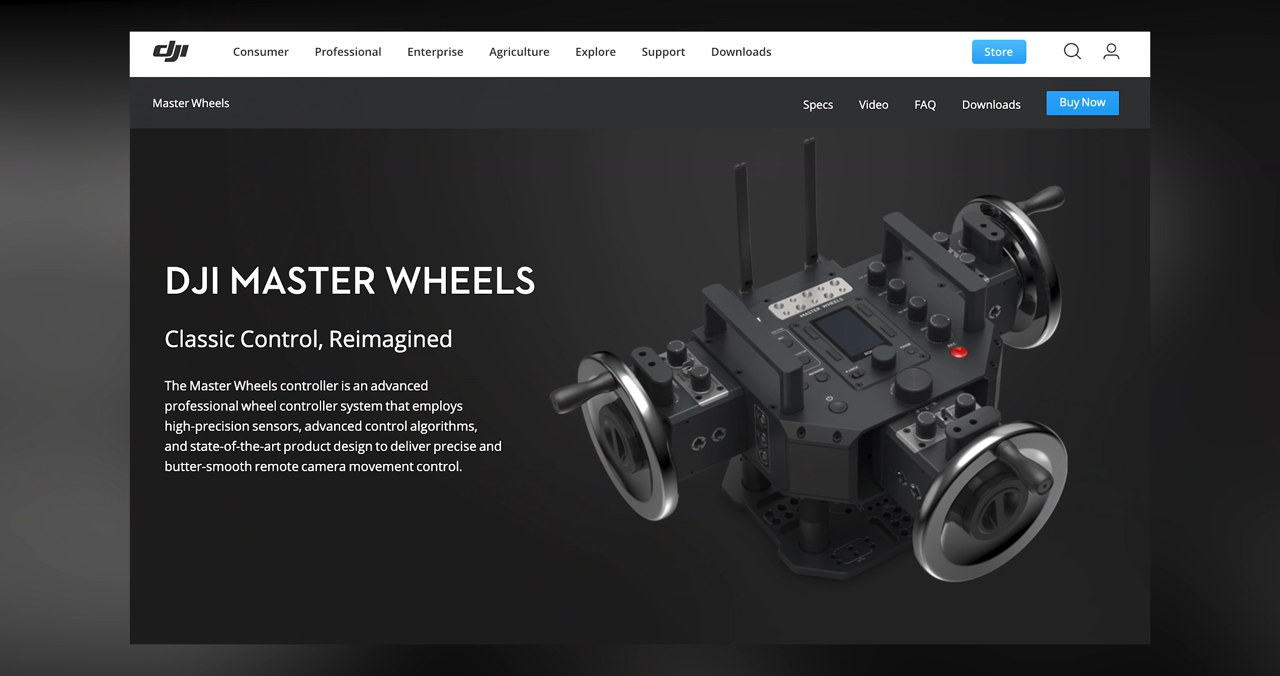 dji
Consumer Professional Enterprise Agriculture Explore Support Downloads Store
Master Wheels Specs Video FAQ Downloads Buy Now
DJI MASTER WHEELS
Classic Control, Reimagined
The Master Wheels controller is an advanced
professional wheel controller system that employs
high-precision sensors, advanced control algorithms,
and state-of-the-art product design to deliver precise and
butter-smooth remote camera movement control.
MASTER WHEELS